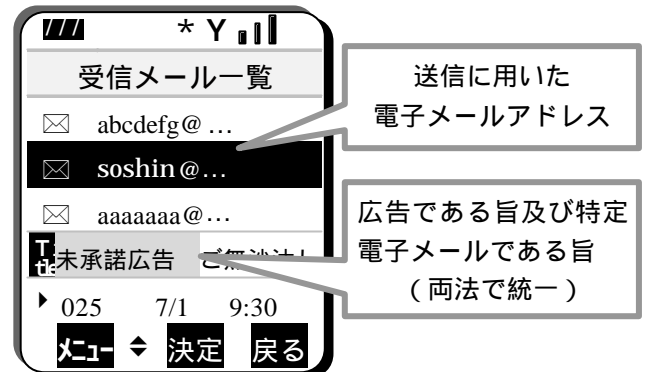 受信メール一覧
abcdefg@…
soshin@…
aaaaaaa@…
未承諾広告
025 7/1 9:30
メニュー 決定 戻る
送信に用いた
電子メールアドレス
広告である旨及び特定
電子メールである旨
(両法で統一)